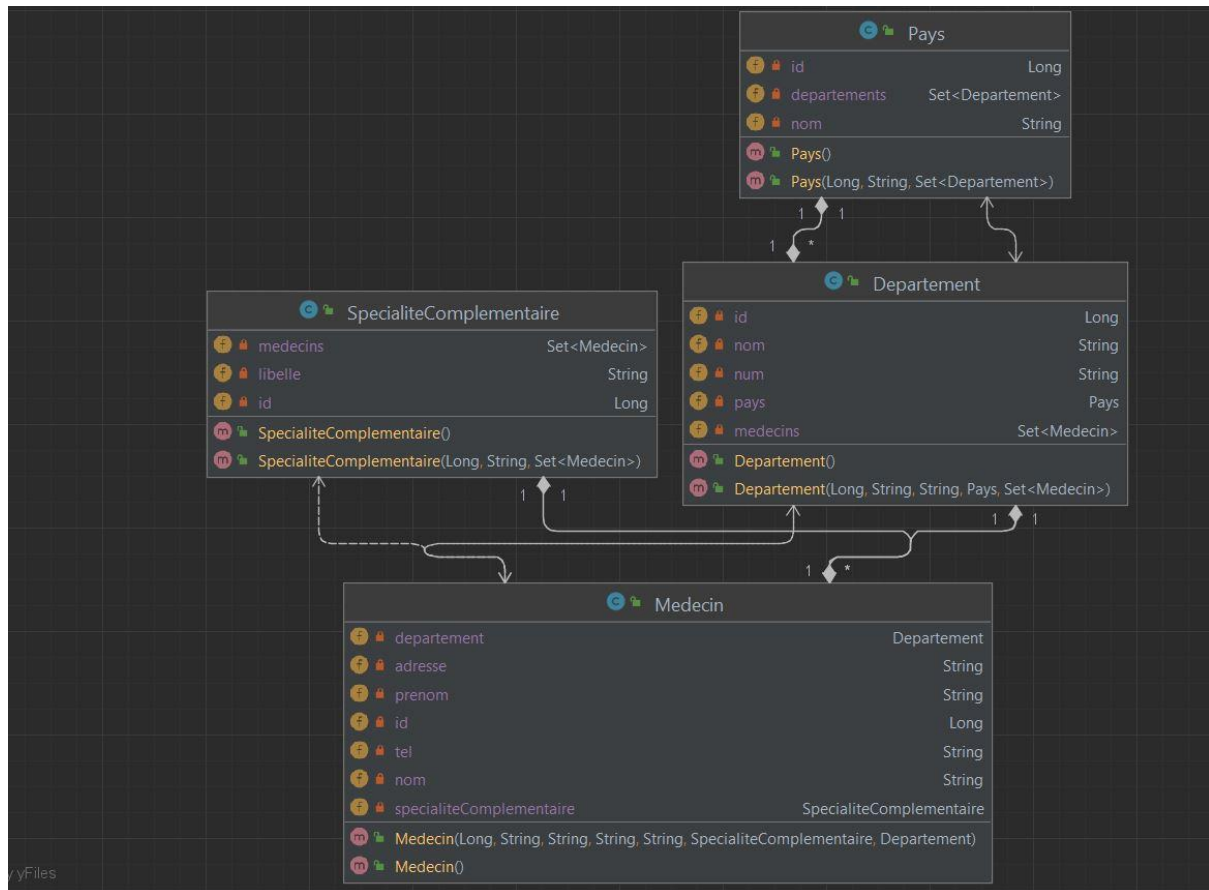 Pays
id Long
departements Set<Departement>
nom String
Pays()
Pays(Long, String, Set<Departement>)
1 1
1 *
Departement
id Long
nom String
num String
pays Pays
medecins Set<Medecin>
Departement()
Departement(Long, String, String, Pays, Set<Medecin>)
1 1
SpecialiteComplementaire
medecins Set<Medecin>
libelle String
id Long
SpecialiteComplementaire()
SpecialiteComplementaire(Long, String, Set<Medecin>)
1 1
1 *
Medecin
departement Departement
adresse String
prenom String
id Long
tel String
nom String
specialiteComplementaire SpecialiteComplementaire
Medecin(Long, String, String, String, String, SpecialiteComplementaire, Departement)
Medecin()
y yFiles